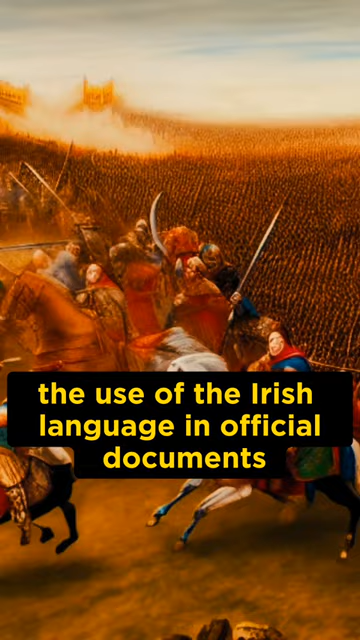 the use of the Irish
language in official
documents